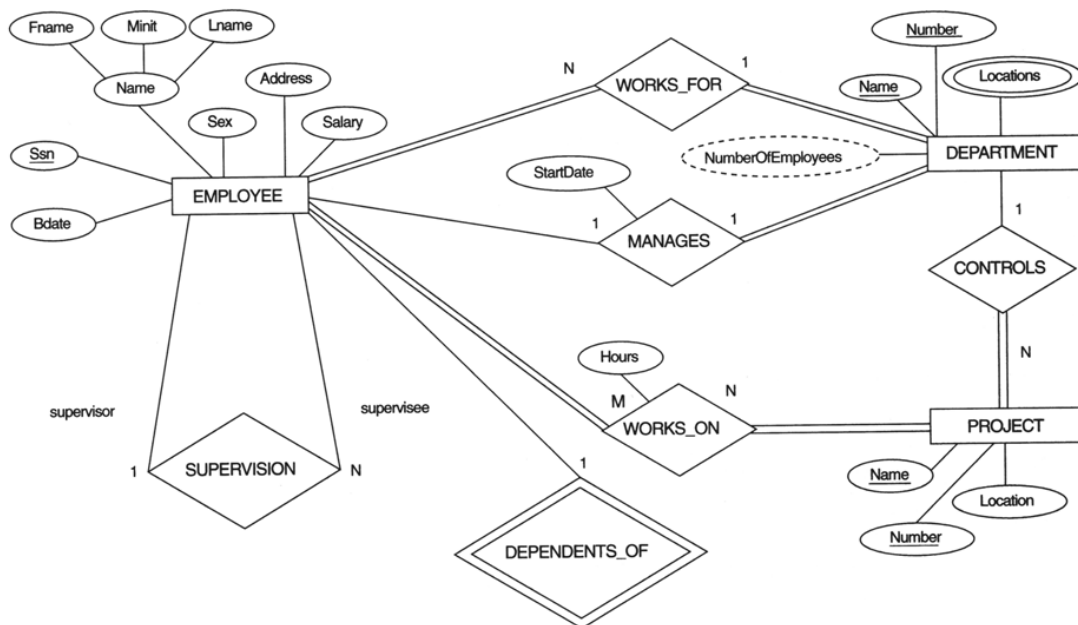 Fname
Minit
Lname
Number
Name
Address
N
1
Locations
WORKS_FOR
Name
Sex
Salary
Ssn
NumberOfEmployees
DEPARTMENT
StartDate
EMPLOYEE
Bdate
1
1
1
MANAGES
CONTROLS
Hours
N
supervisor
supervisee
M
N
WORKS_ON
PROJECT
1
SUPERVISION
N
1
Name
Location
Number
DEPENDENTS_OF